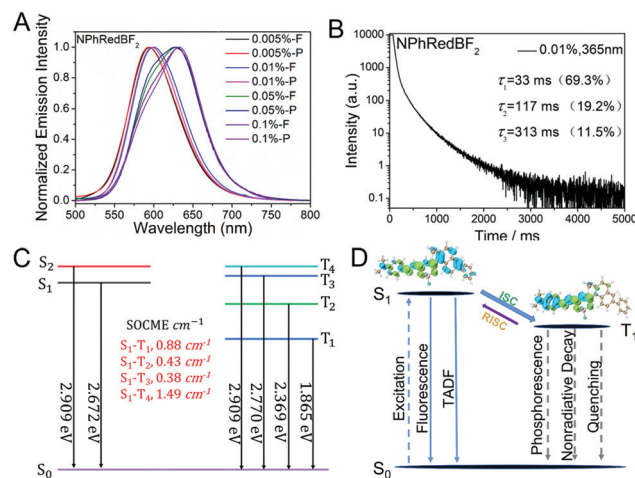 A
NPhRedBF2
0.005%-F
0.005%-P
0.01%-F
0.01%-P
0.05%-F
0.05%-P
0.1%-F
0.1%-P
Normalized Emission Intensity
1.0
0.8
0.6
0.4
0.2
0.0
500 550 600 650 700 750 800
Wavelength (nm)
B
NPhRedBF2
0.01%,365nm
τ1=33 ms (69.3%)
τ2=117 ms (19.2%)
τ3=313 ms (11.5%)
Intensity (a.u.)
10000
1000
100
10
1
0.1
0 1000 2000 3000 4000 5000
Time / ms
C
S2
S1
T4
T3
T2
T1
SOCME cm⁻¹
S1-T1, 0.88 cm⁻¹
S1-T2, 0.43 cm⁻¹
S1-T3, 0.38 cm⁻¹
S1-T4, 1.49 cm⁻¹
2.909 eV
2.672 eV
2.909 eV
2.770 eV
2.369 eV
1.865 eV
S0
D
S1
ISC
RISC
T1
Excitation
Fluorescence
TADF
Phosphorescence
Nonradiative Decay
Quenching
S0